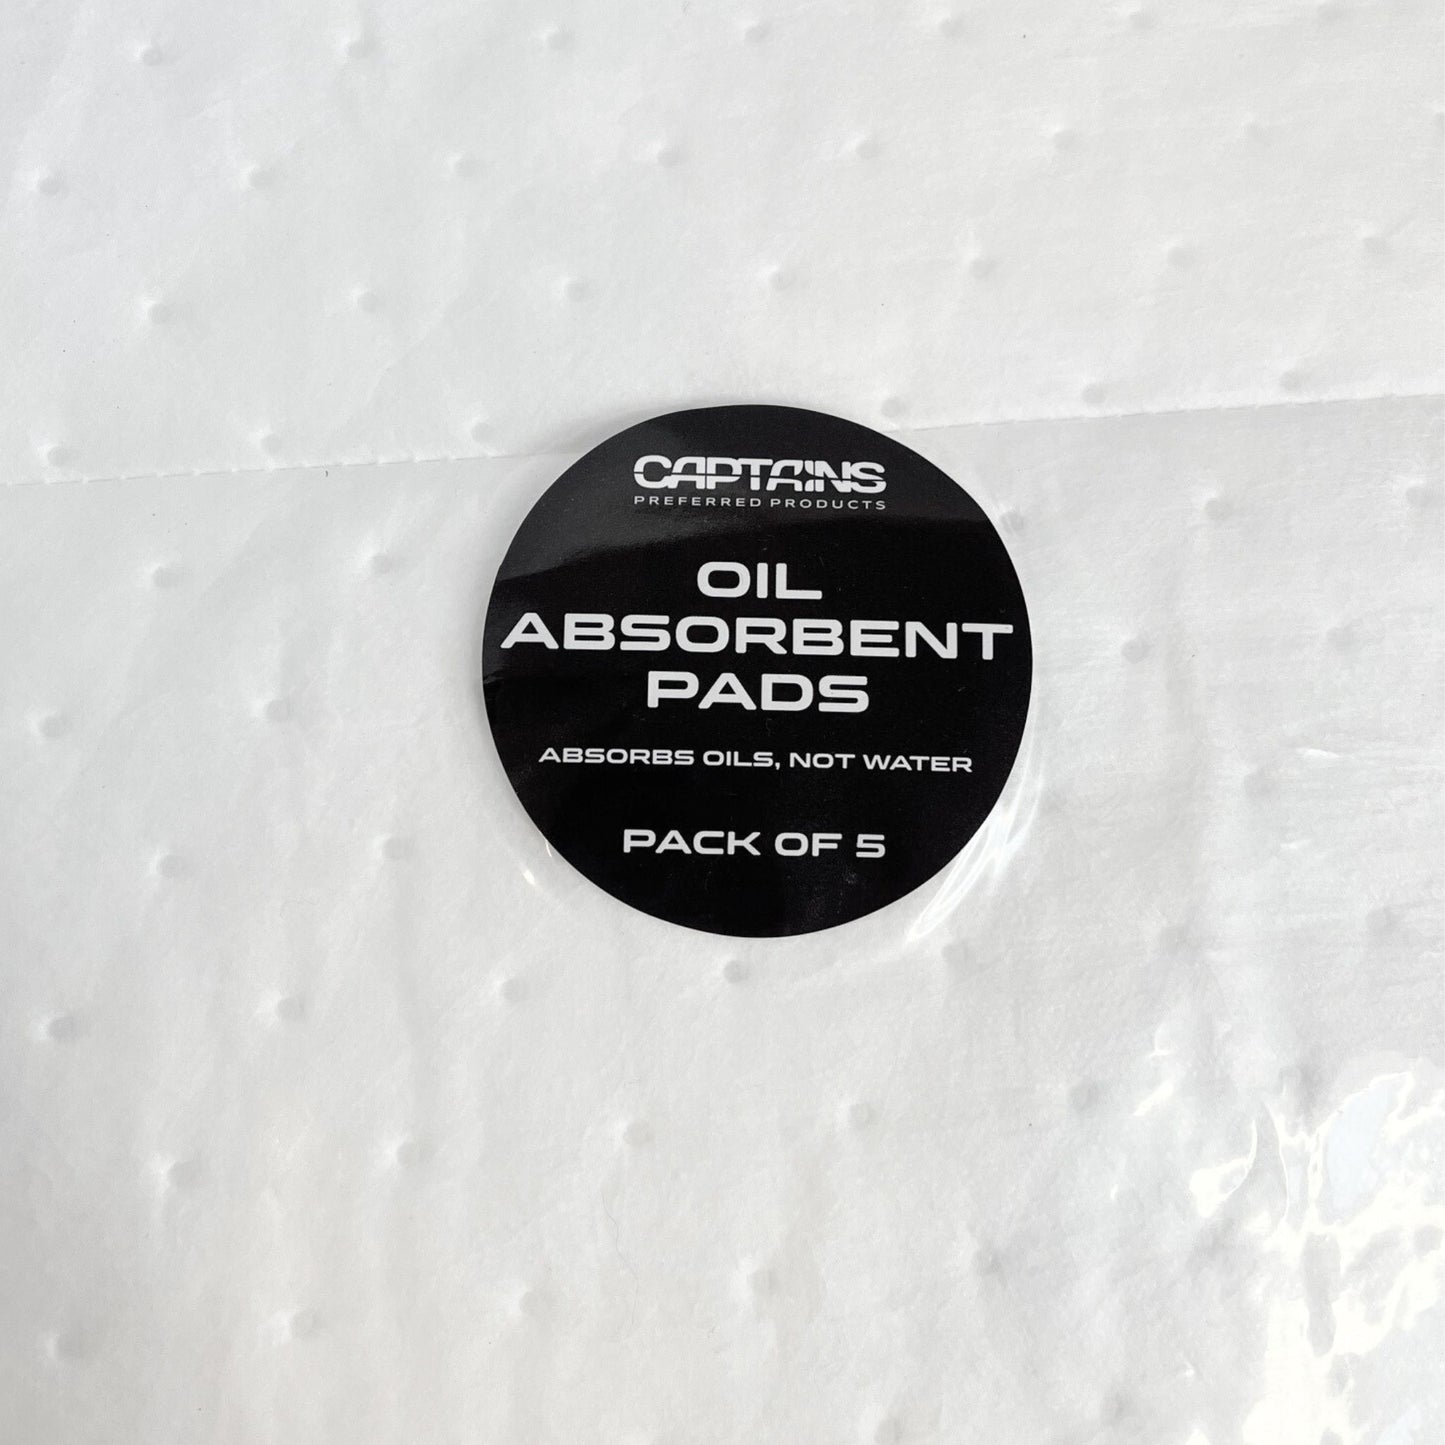 CAPTAINS
PREFERRED PRODUCTS
OIL
ABSORBENT
PADS
ABSORBS OILS, NOT WATER
PACK OF 5